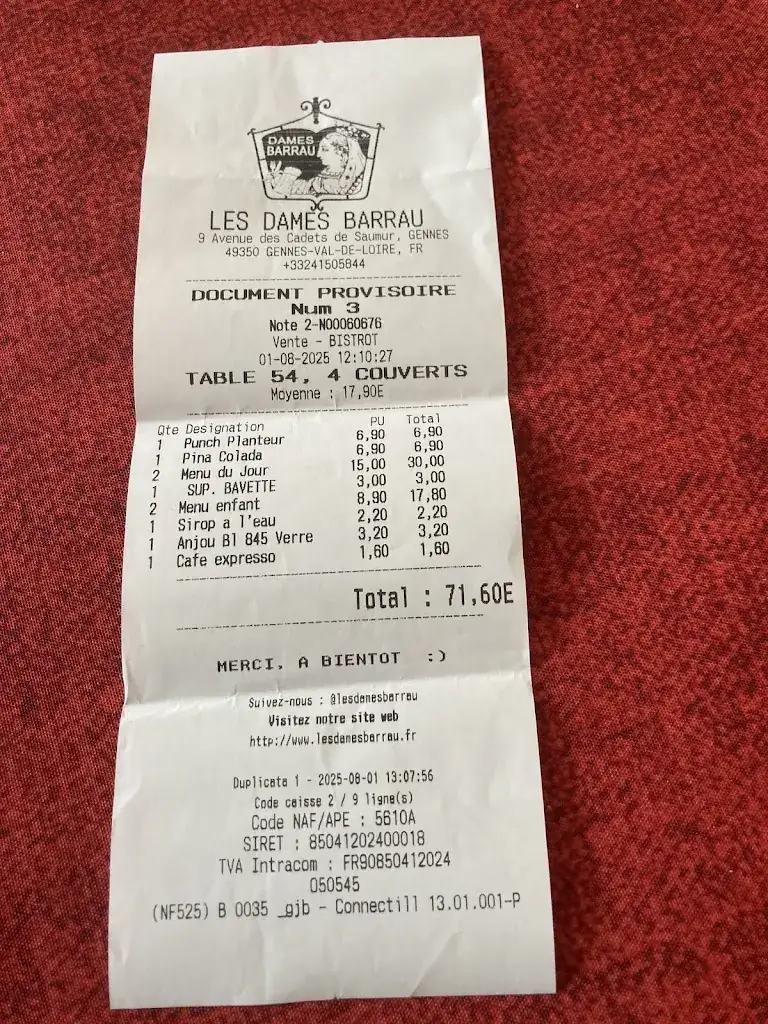 DAMES
BARRAU
LES DAMES BARRAU
9 Avenue des Cadets de Saumur, GENNES
49350 GENNES-VAL-DE-LOIRE, FR
+33241505844
DOCUMENT PROVISOIRE
Num 3
Note 2-N00060676
Vente - BISTROT
01-08-2025 12:10:27
TABLE 54, 4 COUVERTS
Moyenne : 17,90E
Qte Designation PU Total
1 Punch Planteur 6,90 6,90
1 Pina Colada 6,90 6,90
2 Menu du Jour 15,00 30,00
1 SUP. BAVETTE 3,00 3,00
2 Menu enfant 8,90 17,80
1 Sirop a l'eau 2,20 2,20
1 Anjou Bl 845 Verre 3,20 3,20
1 Cafe expresso 1,60 1,60
Total : 71,60E
MERCI, A BIENTOT :)
Suivez-nous : @lesdamesbarrau
Visitez notre site web
http://www.lesdamesbarrau.fr
Duplicata 1 - 2025-08-01 13:07:56
Code caisse 2 / 9 ligne(s)
Code NAF/APE : 5610A
SIRET : 85041202400018
TVA Intracom : FR90850412024
050545
(NF525) B 0035 _gjb - Connectill 13.01.001-P